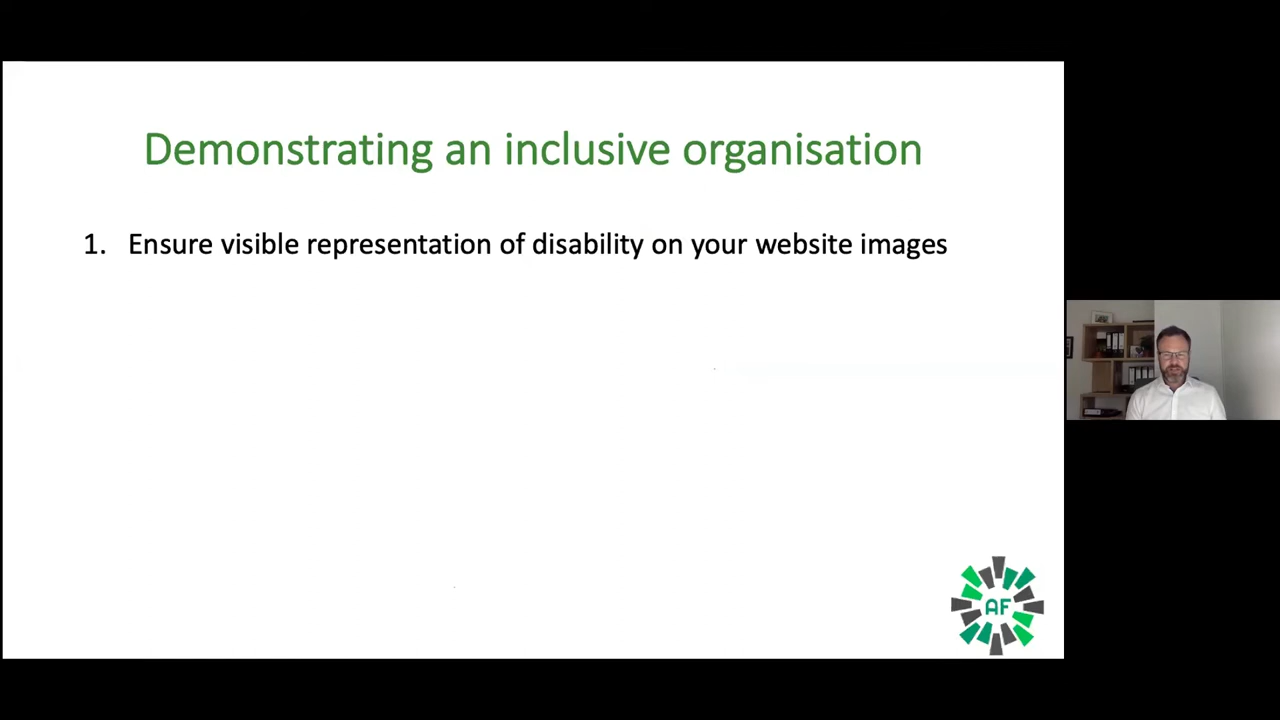 Demonstrating an inclusive organisation
1. Ensure visible representation of disability on your website images
AF